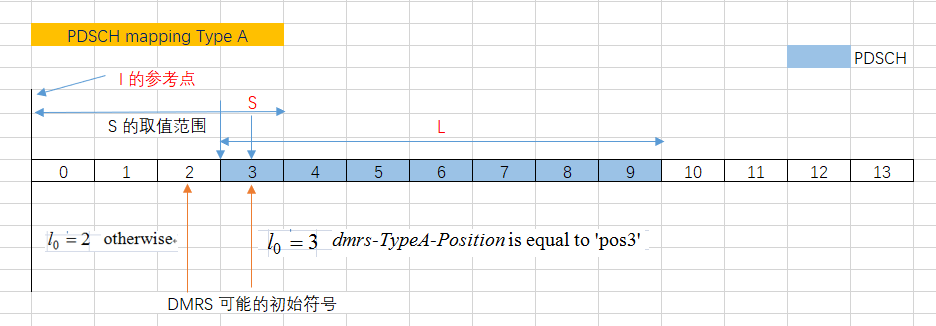 PDSCH mapping Type A
PDSCH
l 的参考点
S
S 的取值范围
L
0 1 2 3 4 5 6 7 8 9 10 11 12 13
l₀ = 2 otherwise
l₀ = 3 dmrs-TypeA-Position is equal to 'pos3'
DMRS 可能的初始符号